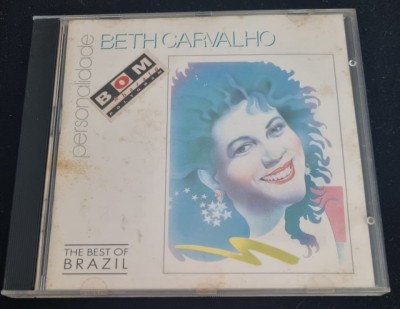 BETH CARVALHO
personalidade
BOM
THE BEST OF
BRAZIL